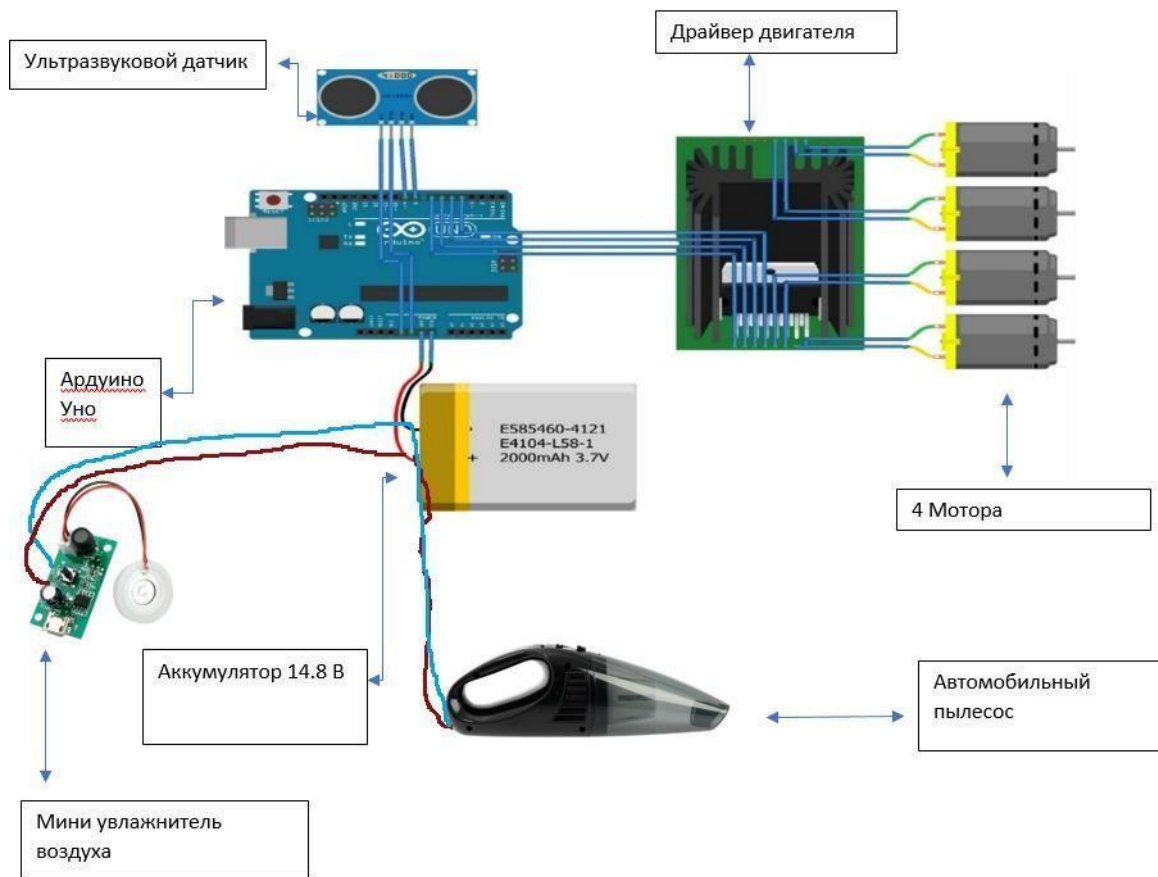 Драйвер двигателя
Ультразвуковой датчик
UNO
Ардуино
Уно
E585460-4121
E4104-L58-1
2000mAh 3.7V
4 Мотора
Аккумулятор 14.8 В
Автомобильный
пылесос
Мини увлажнитель
воздуха